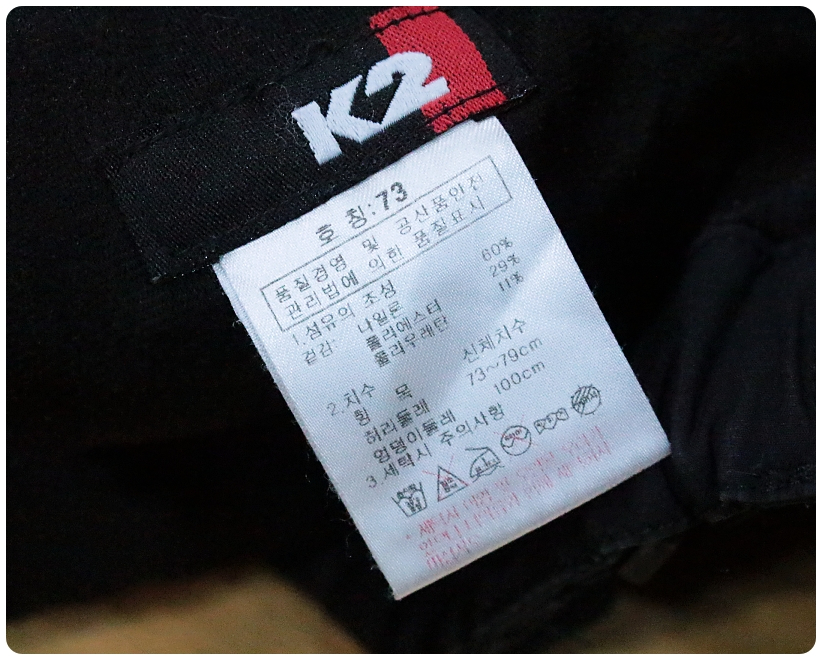 K2
호 칭:73
품질경영 및 공산품안전
관리법에 의한 품질표시
1.섬유의 조성
겉감: 나일론 60%
폴리에스터 29%
폴리우레탄 11%
2.치수
항 목 신체치수
허리둘레 73~79cm
엉덩이둘레 100cm
3.세탁시 주의사항